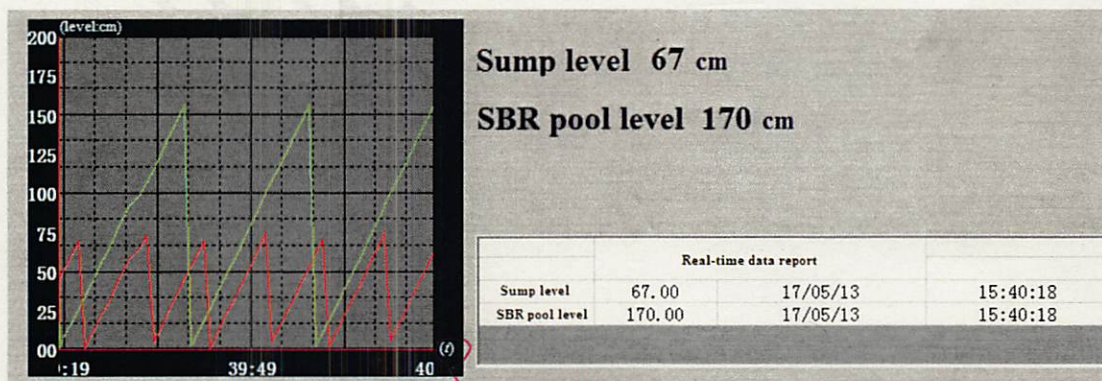 (level:cm)
200
175
150
125
100
75
50
25
00
:19 39:49 40
(t)
Sump level 67 cm
SBR pool level 170 cm
Real-time data report
Sump level 67.00 17/05/13 15:40:18
SBR pool level 170.00 17/05/13 15:40:18